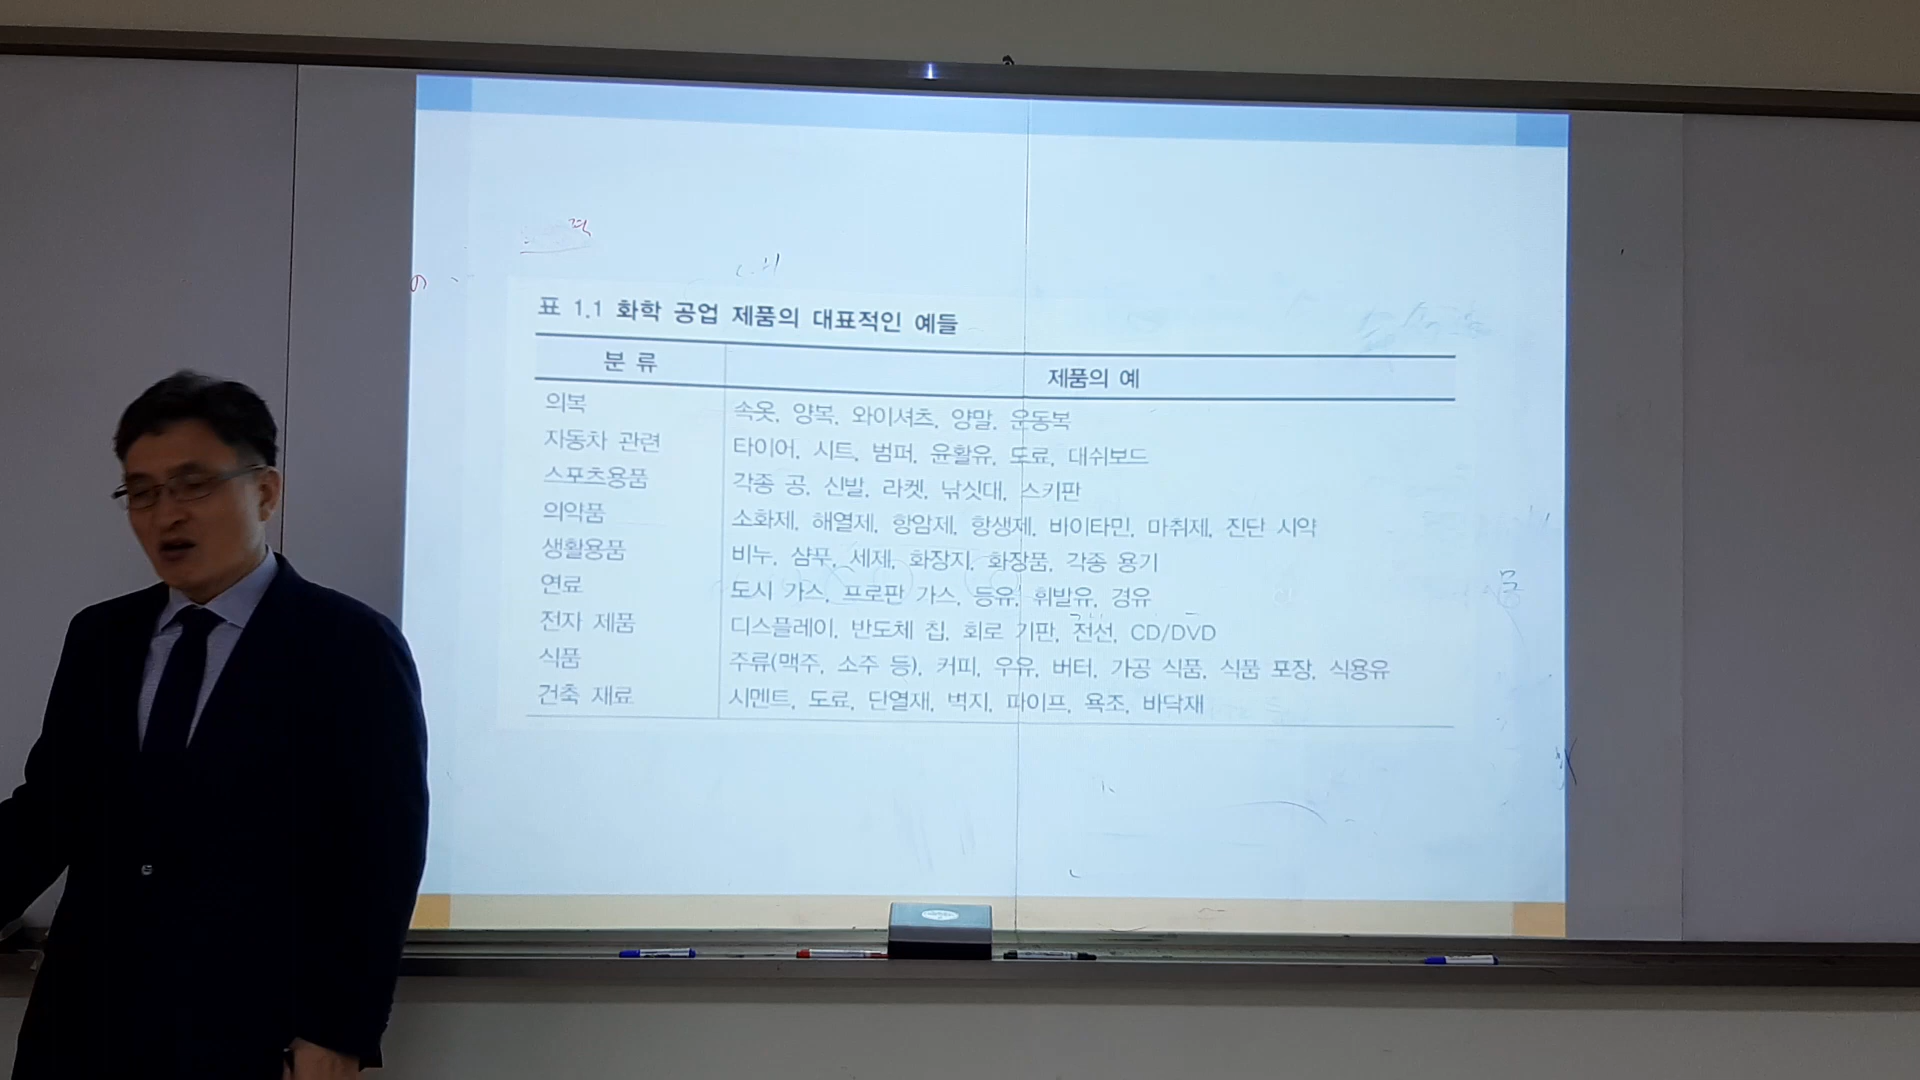 표 1.1 화학 공업 제품의 대표적인 예들
분 류 제품의 예
의복 속옷, 양복, 와이셔츠, 양말, 운동복
자동차 관련 타이어, 시트, 범퍼, 윤활유, 도료, 대쉬보드
스포츠용품 각종 공, 신발, 라켓, 낚싯대, 스키판
의약품 소화제, 해열제, 항암제, 항생제, 바이타민, 마취제, 진단 시약
생활용품 비누, 샴푸, 세제, 화장지, 화장품, 각종 용기
연료 도시 가스, 프로판 가스, 등유, 휘발유, 경유
전자 제품 디스플레이, 반도체 칩, 회로 기판, 전선, CD/DVD
식품 주류(맥주, 소주 등), 커피, 우유, 버터, 가공 식품, 식품 포장, 식용유
건축 재료 시멘트, 도료, 단열재, 벽지, 파이프, 욕조, 바닥재